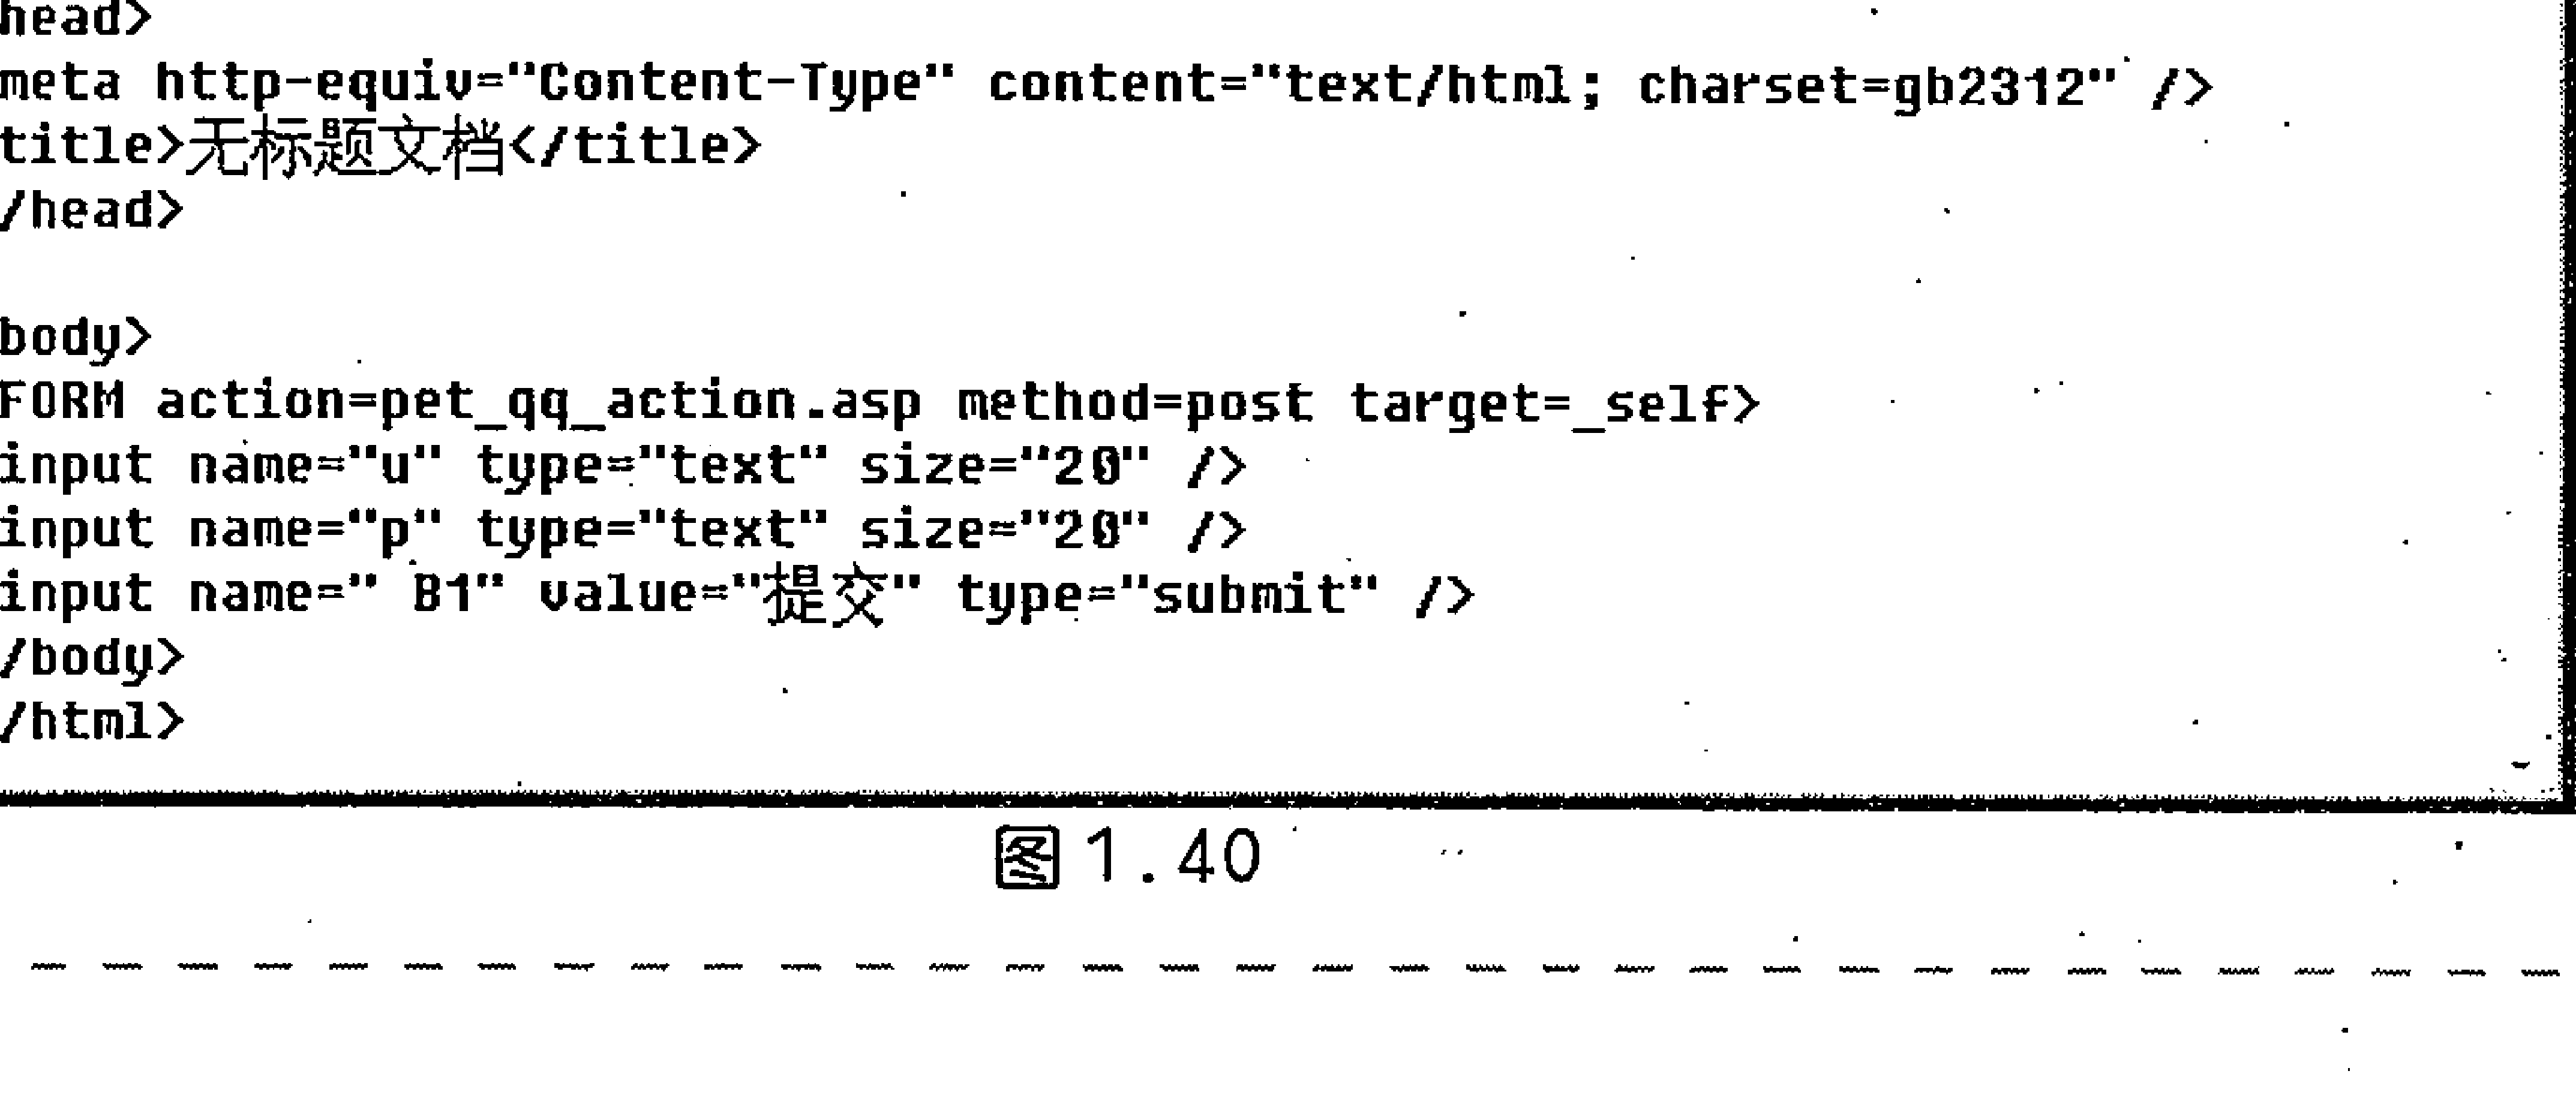 head>
meta http-equiv="Content-Type" content="text/html; charset=gb2312" />
title>无标题文档</title>
/head>
body>
FORM action=pet_qq_action.asp method=post target=_self>
input name="u" type="text" size="20" />
input name="p" type="text" size="20" />
input name=" B1" value="提交" type="submit" />
/body>
/html>
图1.40